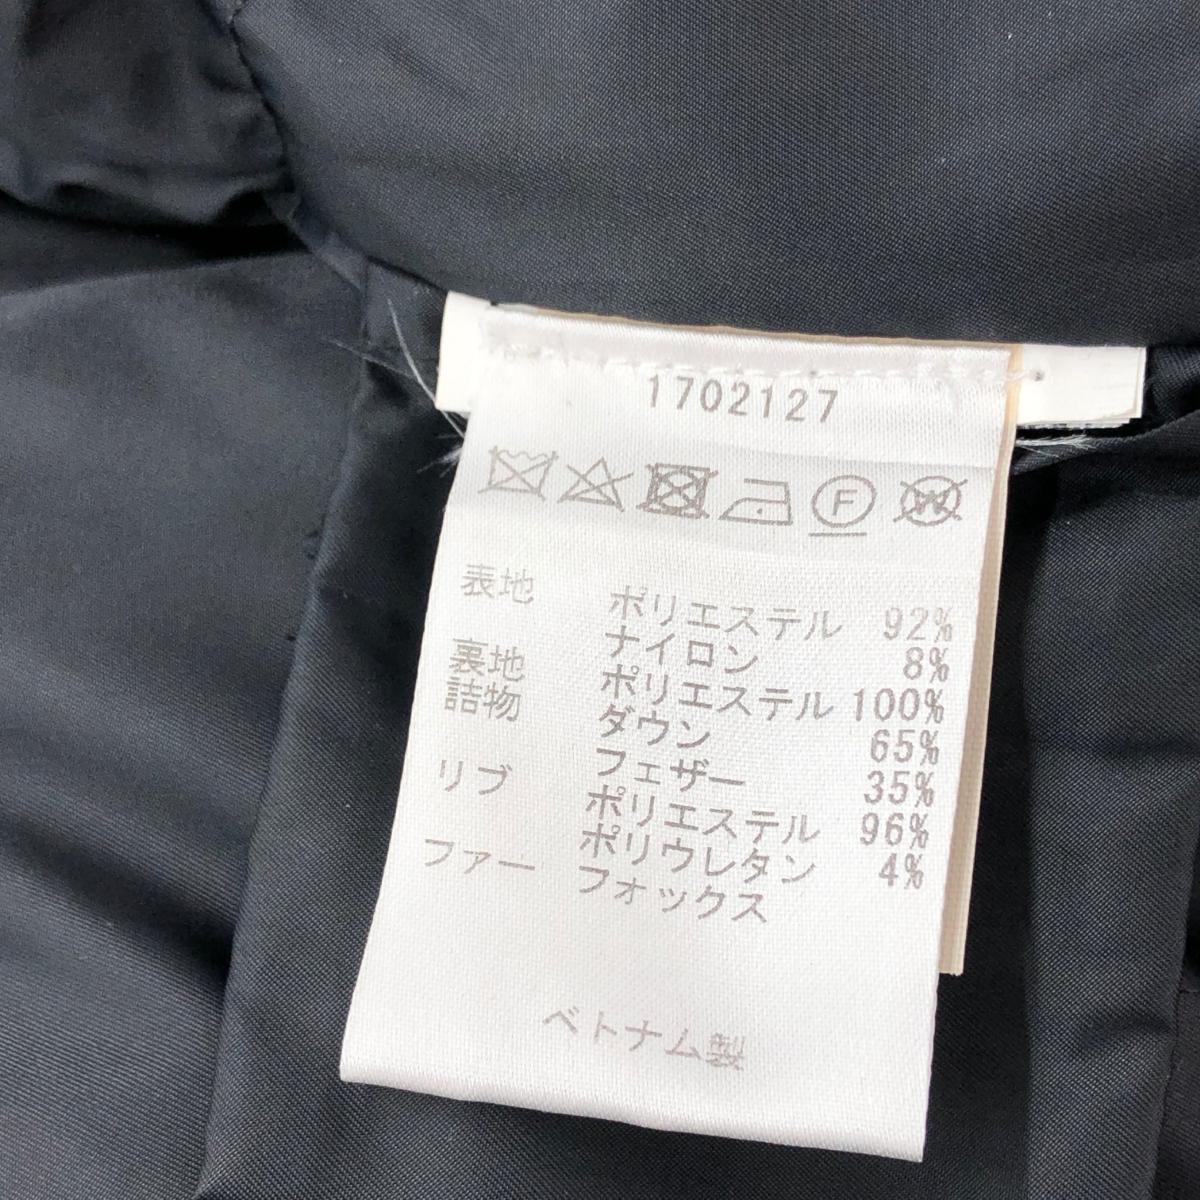 1702127
F W
表地 ポリエステル 92%
ナイロン 8%
裏地 ポリエステル 100%
詰物 ダウン 65%
フェザー 35%
リブ ポリエステル 96%
ポリウレタン 4%
ファー フォックス
ベトナム製